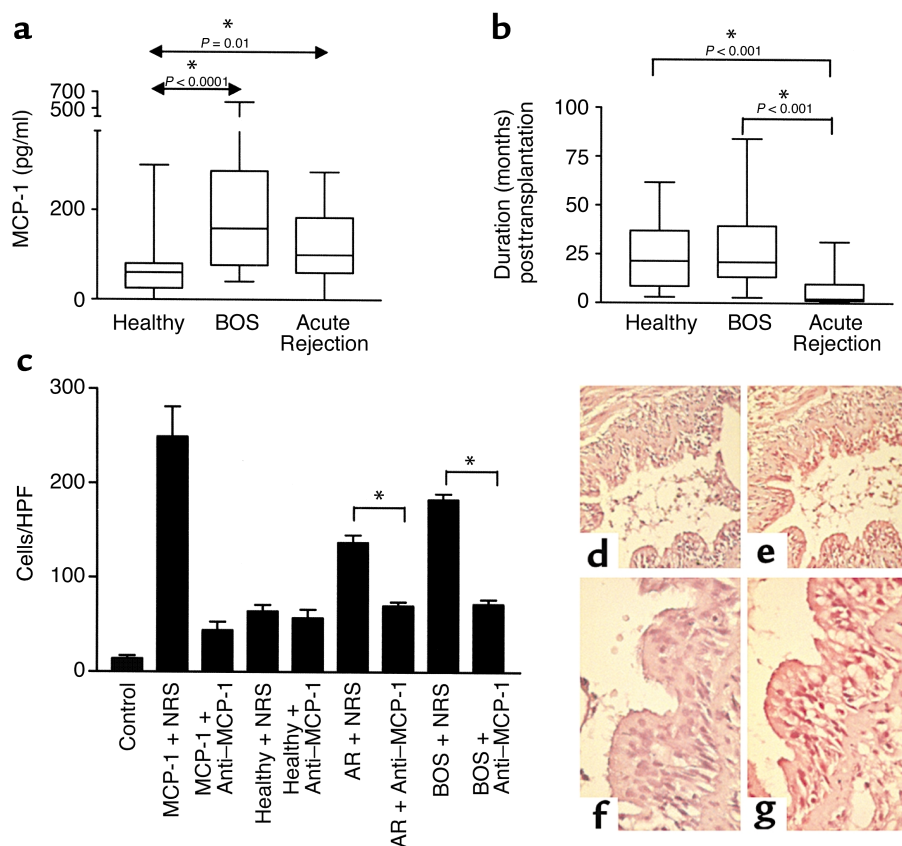 a
*
P = 0.01
*
P < 0.0001
700
500
200
0
MCP-1 (pg/ml)
Healthy
BOS
Acute
Rejection
b
*
P < 0.001
*
P < 0.001
100
75
50
25
0
Duration (months)
posttransplantation
Healthy
BOS
Acute
Rejection
c
300
200
100
0
Cells/HPF
*
*
Control
MCP-1 + NRS
MCP-1 +
Anti–MCP-1
Healthy + NRS
Healthy +
Anti–MCP-1
AR + NRS
AR + Anti–MCP-1
BOS + NRS
BOS +
Anti–MCP-1
d
e
f
g